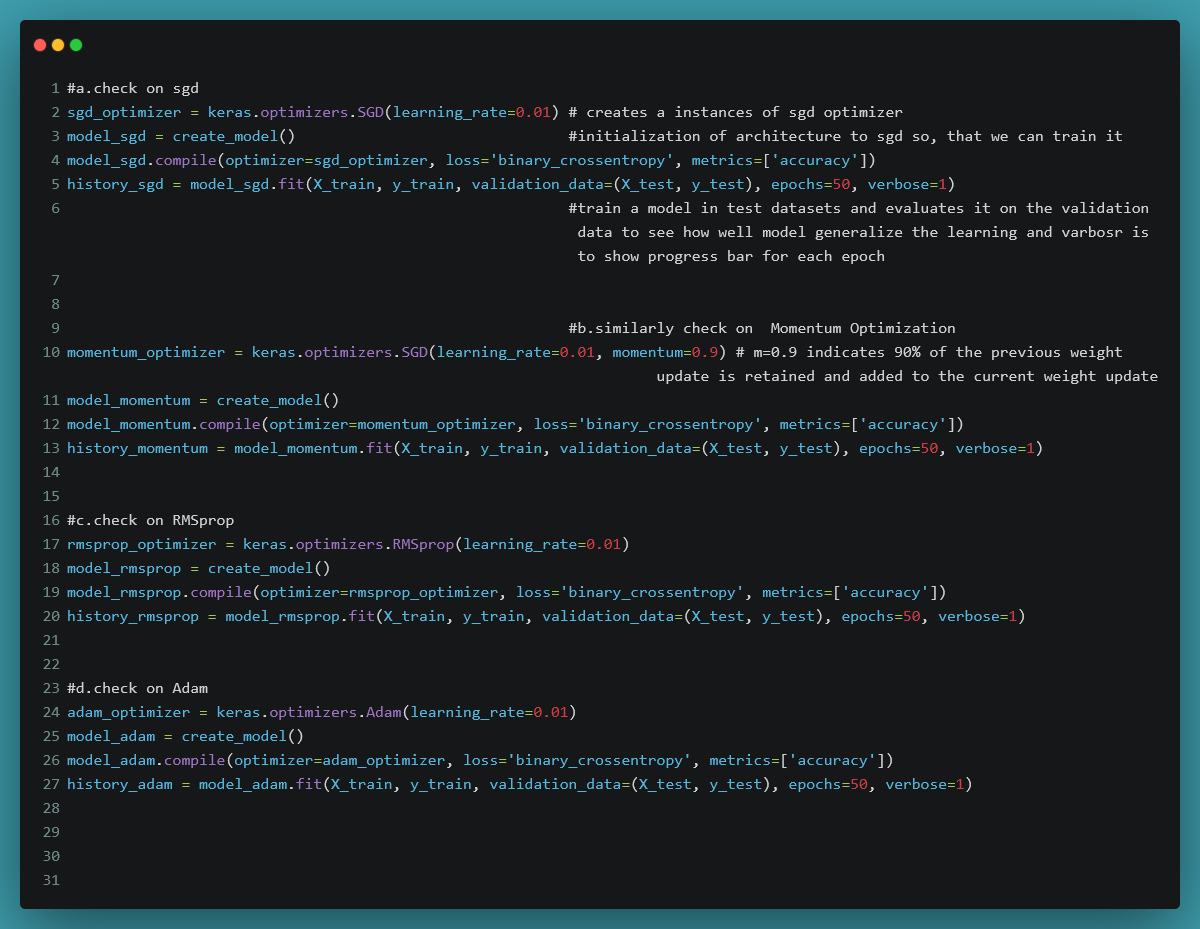 1 #a.check on sgd
2 sgd_optimizer = keras.optimizers.SGD(learning_rate=0.01) # creates a instances of sgd optimizer
3 model_sgd = create_model() #initialization of architecture to sgd so, that we can train it
4 model_sgd.compile(optimizer=sgd_optimizer, loss='binary_crossentropy', metrics=['accuracy'])
5 history_sgd = model_sgd.fit(X_train, y_train, validation_data=(X_test, y_test), epochs=50, verbose=1)
6 #train a model in test datasets and evaluates it on the validation
data to see how well model generalize the learning and varbosr is
to show progress bar for each epoch
7
8
9 #b.similarly check on  Momentum Optimization
10 momentum_optimizer = keras.optimizers.SGD(learning_rate=0.01, momentum=0.9) # m=0.9 indicates 90% of the previous weight
update is retained and added to the current weight update
11 model_momentum = create_model()
12 model_momentum.compile(optimizer=momentum_optimizer, loss='binary_crossentropy', metrics=['accuracy'])
13 history_momentum = model_momentum.fit(X_train, y_train, validation_data=(X_test, y_test), epochs=50, verbose=1)
14
15
16 #c.check on RMSprop
17 rmsprop_optimizer = keras.optimizers.RMSprop(learning_rate=0.01)
18 model_rmsprop = create_model()
19 model_rmsprop.compile(optimizer=rmsprop_optimizer, loss='binary_crossentropy', metrics=['accuracy'])
20 history_rmsprop = model_rmsprop.fit(X_train, y_train, validation_data=(X_test, y_test), epochs=50, verbose=1)
21
22
23 #d.check on Adam
24 adam_optimizer = keras.optimizers.Adam(learning_rate=0.01)
25 model_adam = create_model()
26 model_adam.compile(optimizer=adam_optimizer, loss='binary_crossentropy', metrics=['accuracy'])
27 history_adam = model_adam.fit(X_train, y_train, validation_data=(X_test, y_test), epochs=50, verbose=1)
28
29
30
31